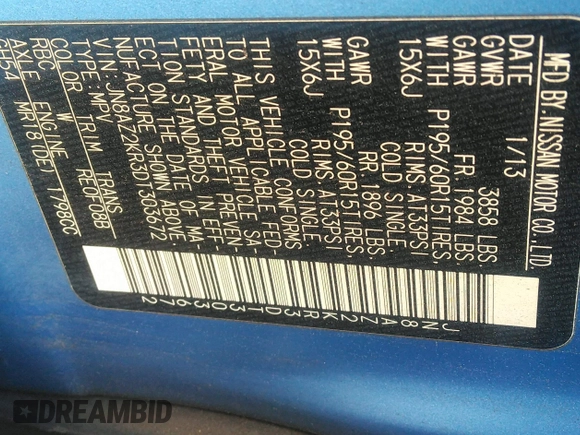 MFD BY NISSAN MOTOR CO., LTD.
DATE 1/13
GVWR 3858 LBS.
GAWR FR 1984 LBS
WITH P195/60R15TIRES
15X6J RIMS. AT33PSI
COLD SINGLE
GAWR RR 1896 LBS.
WITH P195/60R15TIRES
15X6J RIMS AT33PSI
COLD SINGLE
THIS VEHICLE CONFORMS
TO ALL APPLICABLE FED-
ERAL MOTOR VEHICLE SA-
FETY AND THEFT PREVEN-
TION STANDARDS IN EFF-
ECT ON THE DATE OF MA-
NUFACTURE SHOWN ABOVE.
VIN: JN8AZ2KR3DT303672
TYPE: MPV
COLOR TRIM TRANS
RBC W RE0F08B
AXLE ENGINE
GH54 MR18(DE) 1798CC
JN8AZ2KR3DT303672
DREAMBID